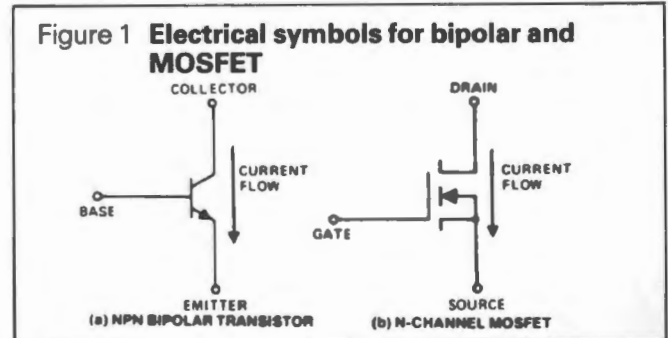 Figure 1 Electrical symbols for bipolar and
MOSFET
COLLECTOR
CURRENT
FLOW
BASE
EMITTER
(a) NPN BIPOLAR TRANSISTOR
DRAIN
CURRENT
FLOW
GATE
SOURCE
(b) N-CHANNEL MOSFET